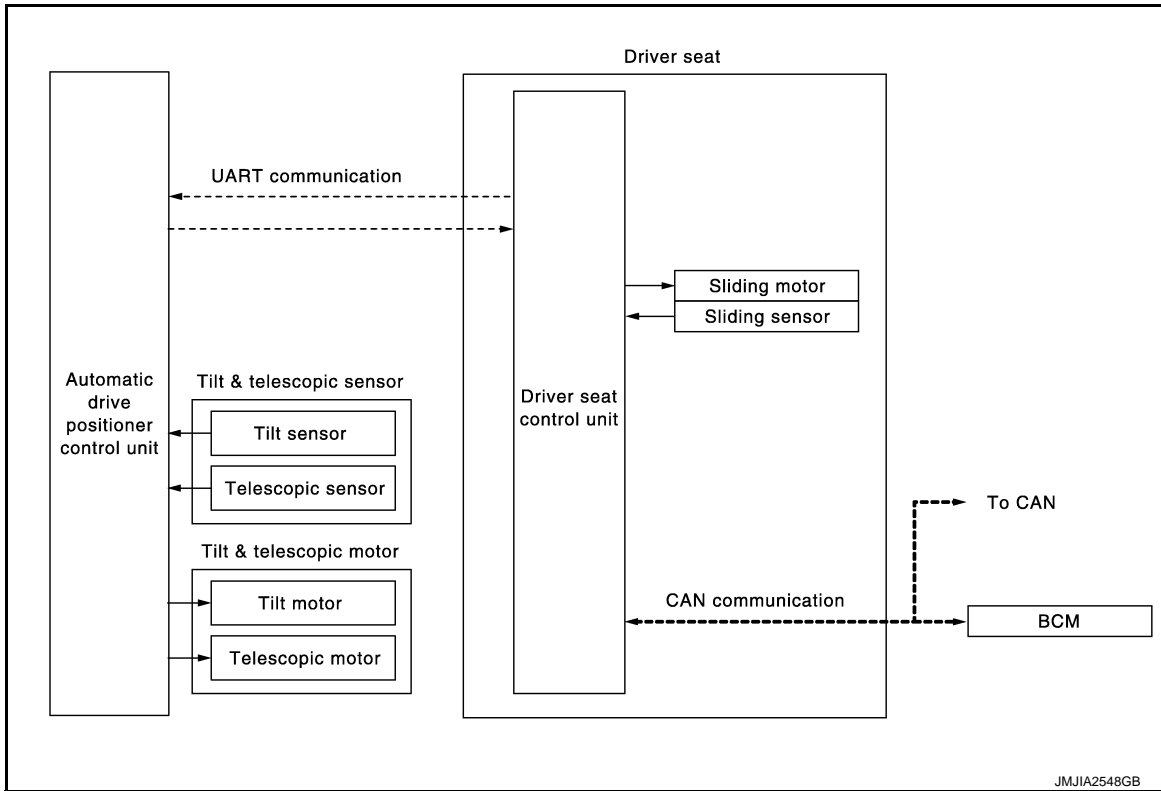 Driver seat
UART communication
Sliding motor
Sliding sensor
Automatic
drive
positioner
control unit
Tilt & telescopic sensor
Tilt sensor
Telescopic sensor
Driver seat
control unit
To CAN
Tilt & telescopic motor
Tilt motor
Telescopic motor
CAN communication
BCM
JMJIA2548GB